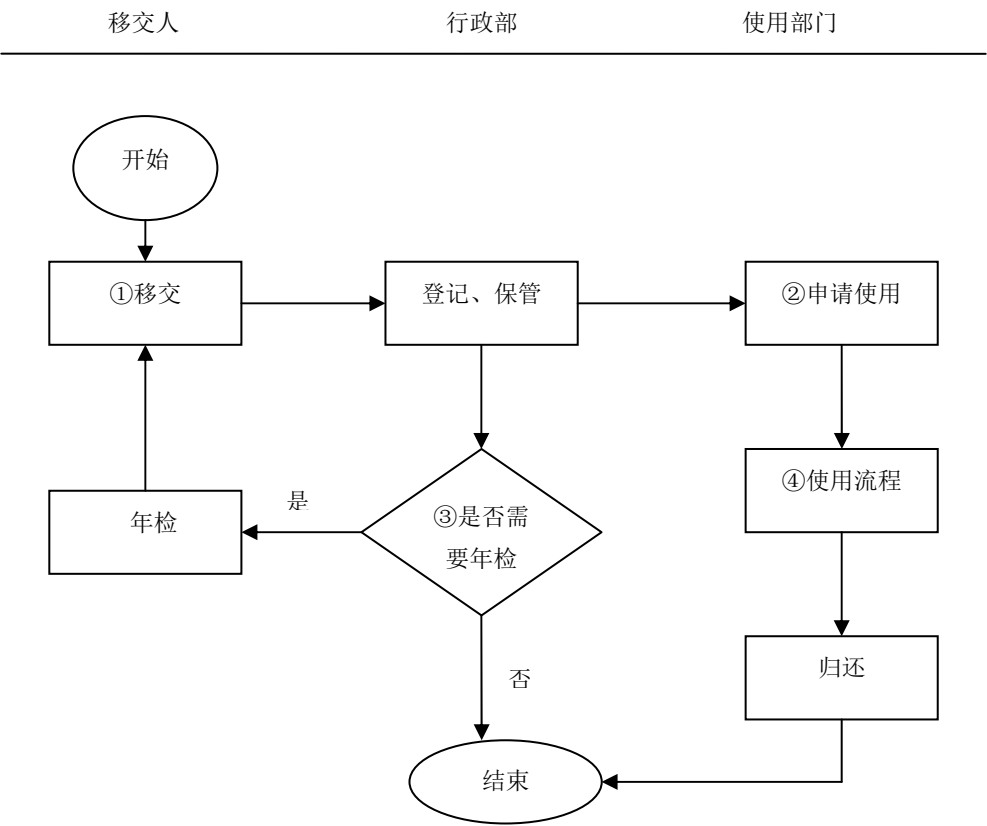 移交人
行政部
使用部门
开始
①移交
登记、保管
②申请使用
④使用流程
年检
是
③是否需
要年检
归还
否
结束